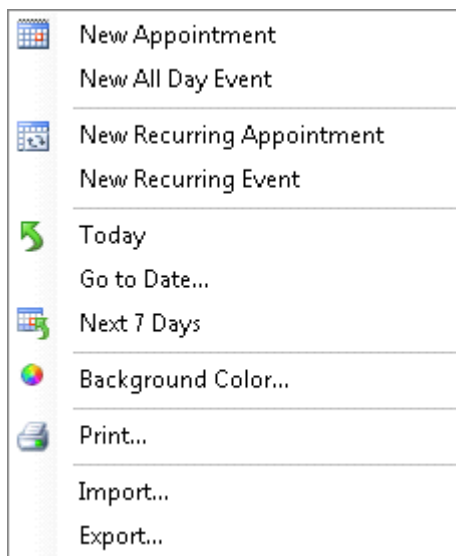 New Appointment
New All Day Event
New Recurring Appointment
New Recurring Event
Today
Go to Date...
Next 7 Days
Background Color...
Print...
Import...
Export...